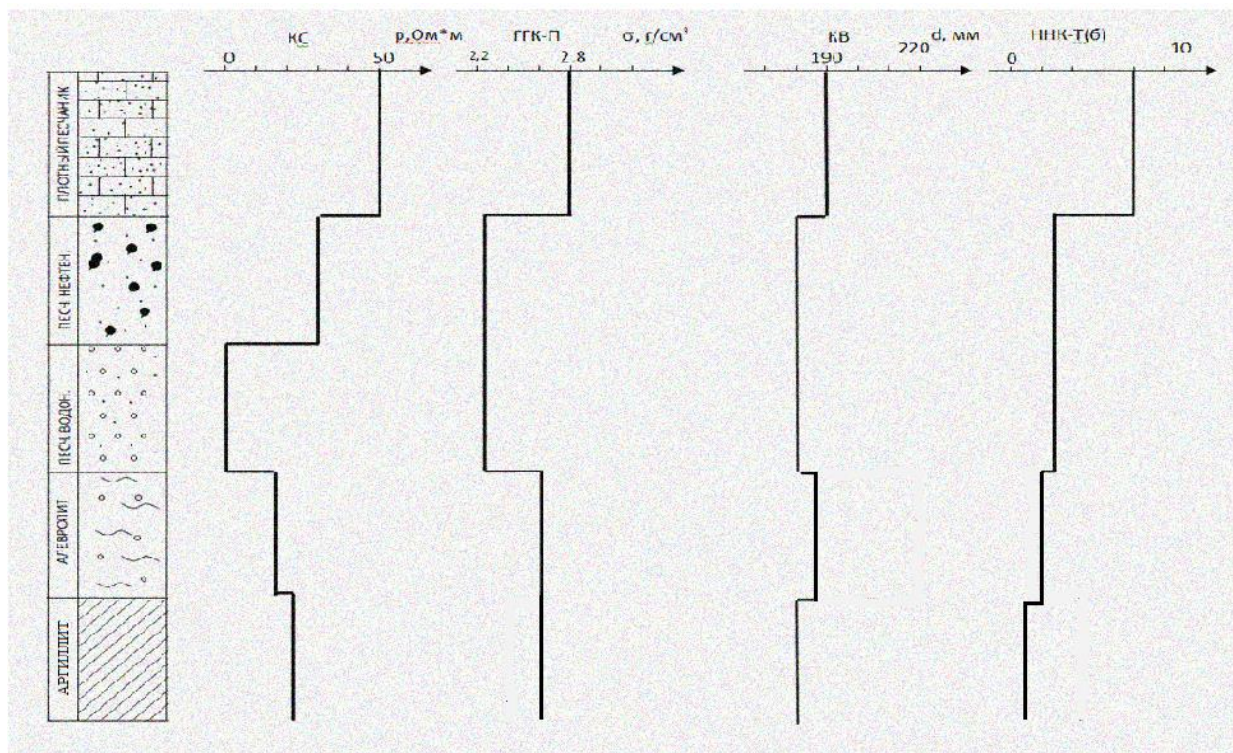 КС ρ,Ом*м ГГК-П σ, г/см³ КВ d, мм ННК-Т(б)
0 50 2,2 2,8 190 220 0 10
ПЛОТНЫЙ ПЕСЧАНИК
ПЕСЧ. НЕФТЕН.
ПЕСЧ. ВОДОН.
АЛЕВРОЛИТ
АРГИЛЛИТ